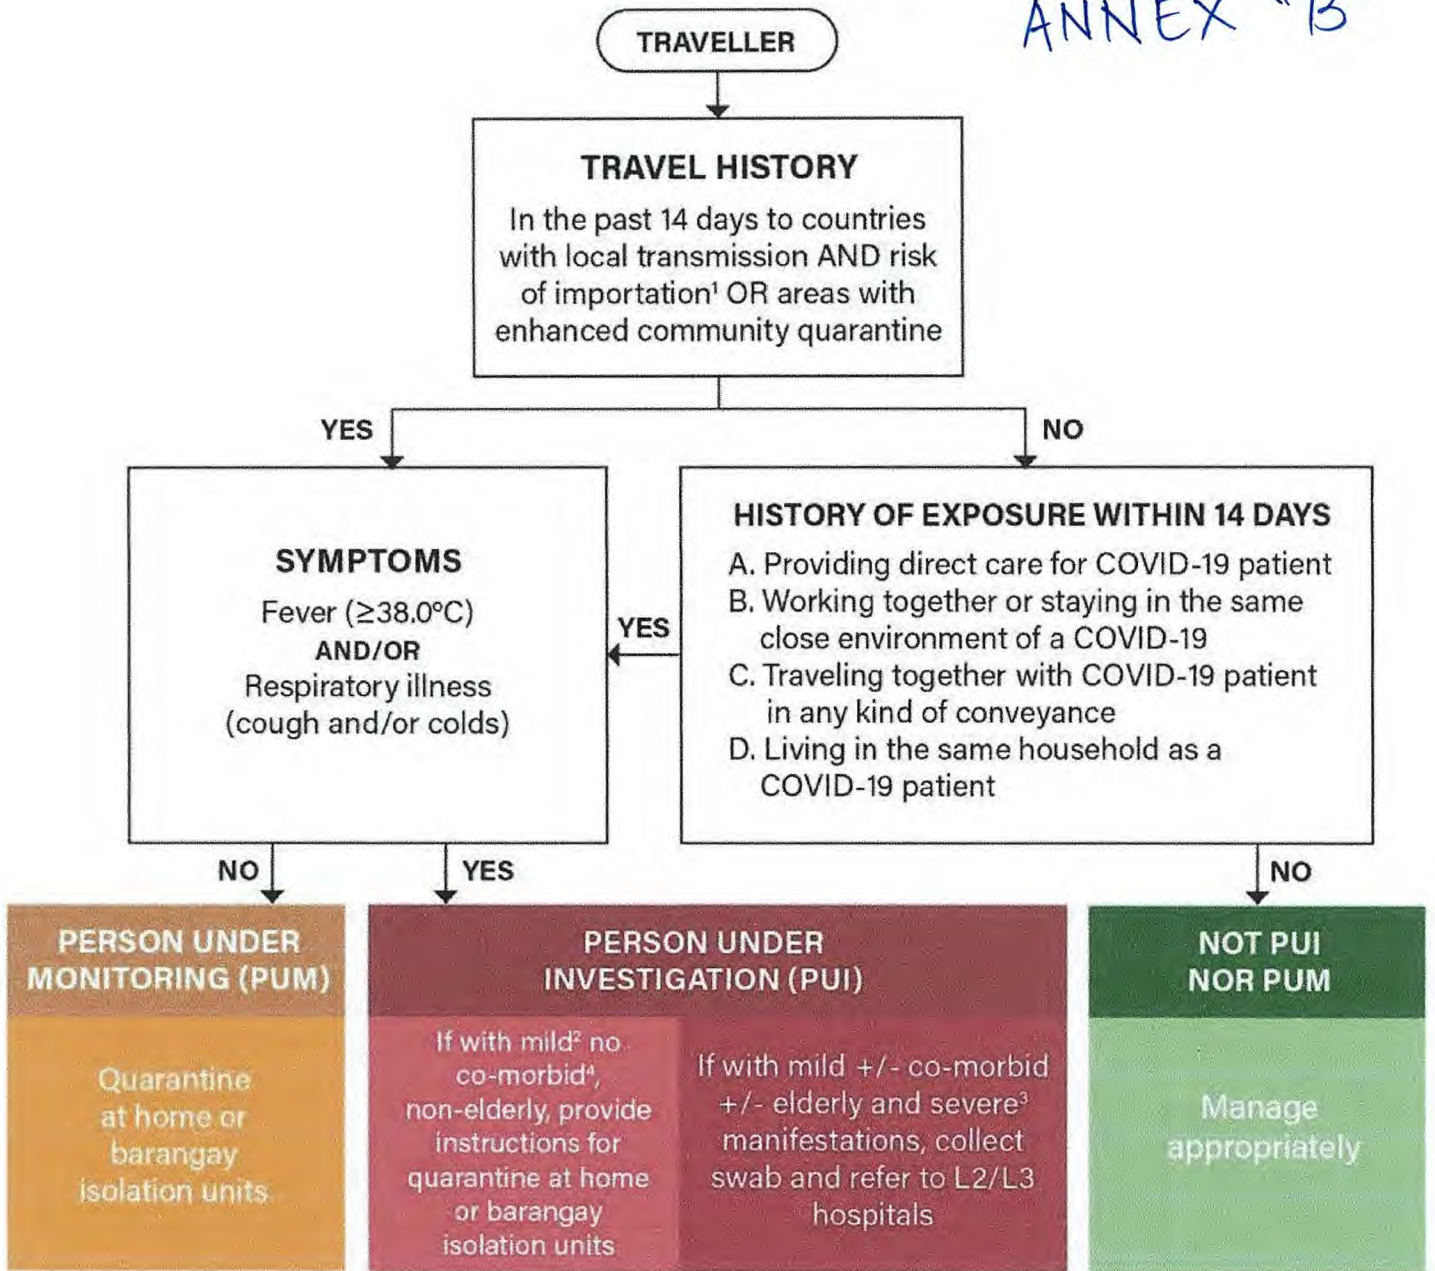 ANNEX "B"
TRAVELLER
TRAVEL HISTORY
In the past 14 days to countries
with local transmission AND risk
of importation¹ OR areas with
enhanced community quarantine
YES
NO
SYMPTOMS
Fever (≥38.0°C)
AND/OR
Respiratory illness
(cough and/or colds)
YES
HISTORY OF EXPOSURE WITHIN 14 DAYS
A. Providing direct care for COVID-19 patient
B. Working together or staying in the same
close environment of a COVID-19
C. Traveling together with COVID-19 patient
in any kind of conveyance
D. Living in the same household as a
COVID-19 patient
NO
YES
NO
PERSON UNDER
MONITORING (PUM)
Quarantine
at home or
barangay
isolation units
PERSON UNDER
INVESTIGATION (PUI)
If with mild² no
co-morbid⁴,
non-elderly, provide
instructions for
quarantine at home
or barangay
isolation units
If with mild +/- co-morbid
+/- elderly and severe³
manifestations, collect
swab and refer to L2/L3
hospitals
NOT PUI
NOR PUM
Manage
appropriately